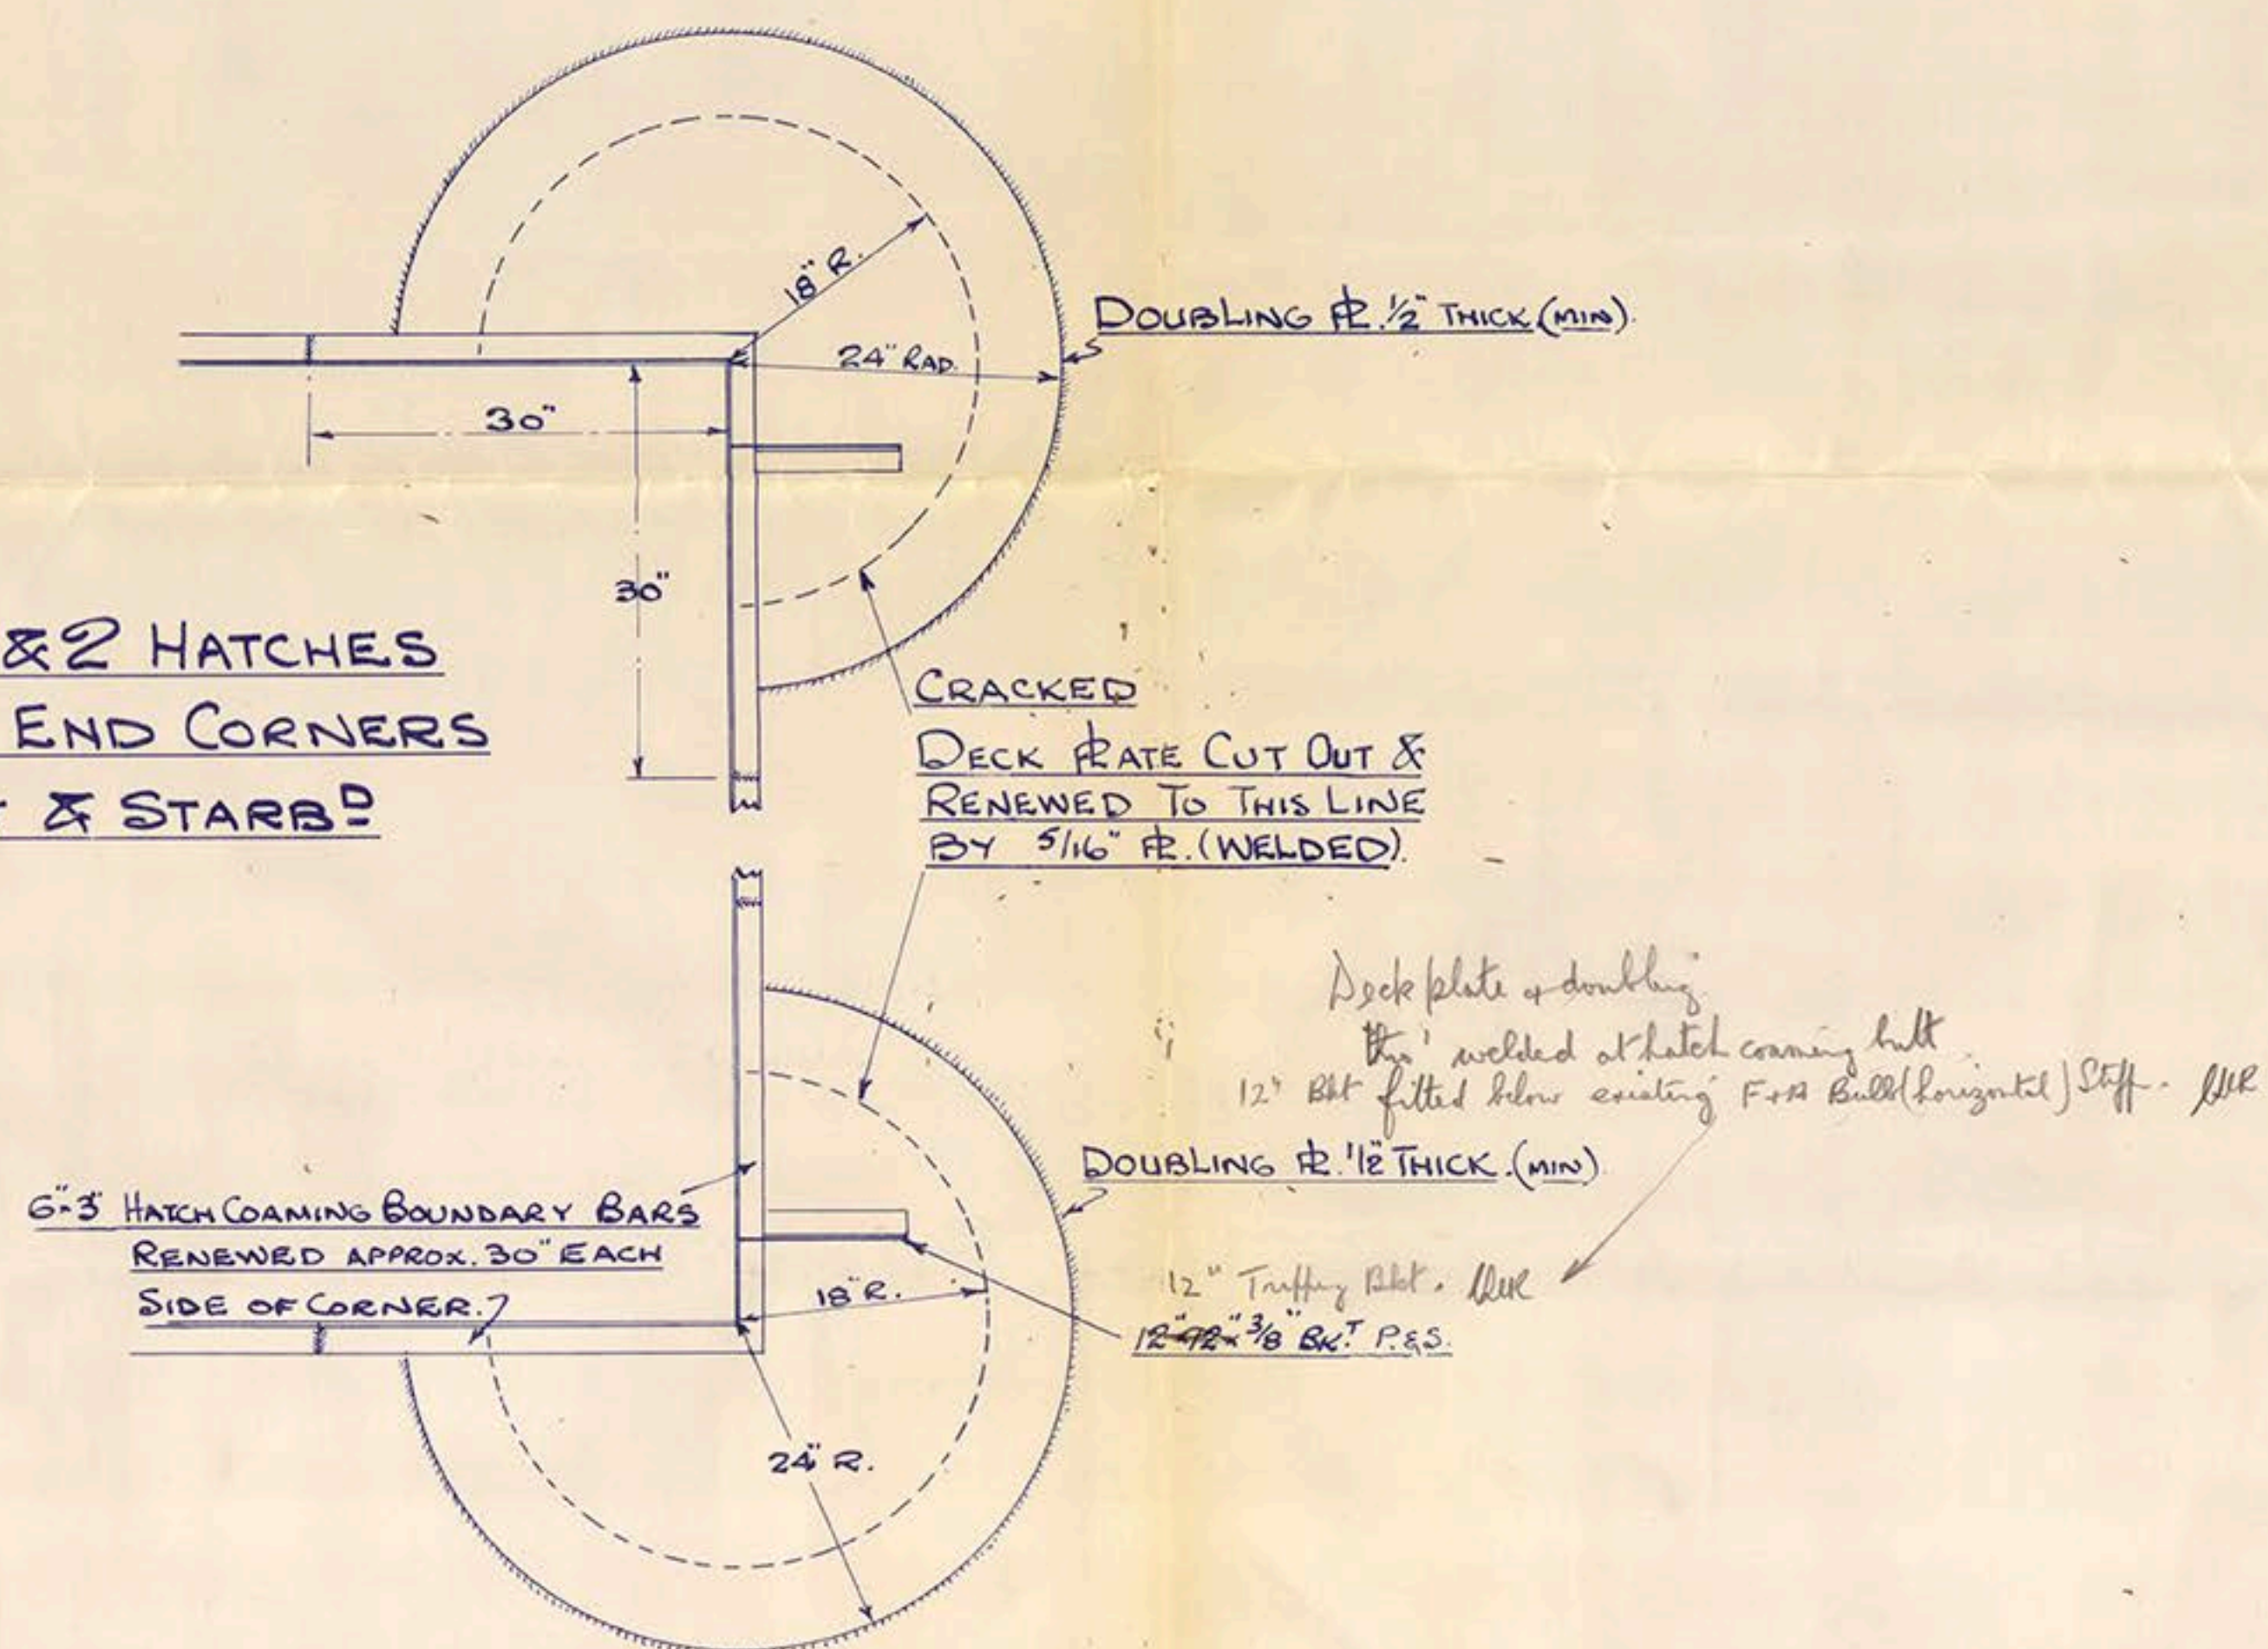 18" R.
DOUBLING PL. 1/2" THICK (MIN).
24" RAD.
30"
30"
& 2 HATCHES
END CORNERS
& STARBD
CRACKED
DECK PLATE CUT OUT &
RENEWED TO THIS LINE
BY 5/16" PL. (WELDED).
Deck plate & doubling
thro' welded at hatch coaming butt
12" Bkt fitted below existing F+A Bulb (horizontal) Stiff.
DOUBLING PL. 1/2" THICK. (MIN)
6"-3" HATCH COAMING BOUNDARY BARS
RENEWED APPROX. 30" EACH
SIDE OF CORNER.
18" R.
12" Bkt.
12" 12" 3/8" BKT P.&S.
24" R.